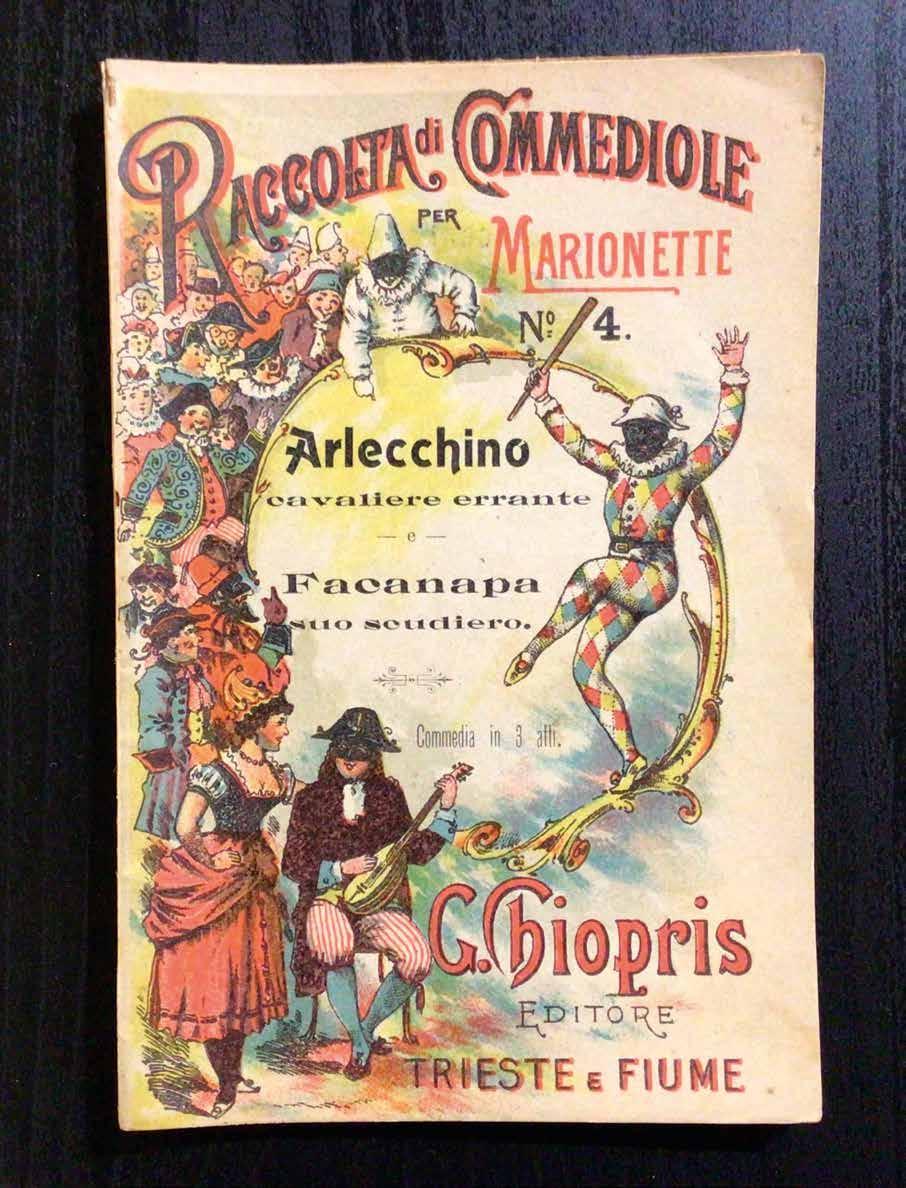 RACCOLTA di COMMEDIOLE
PER
MARIONETTE
Nº 4.
Arlecchino
cavaliere errante
— e —
Facanapa
suo scudiero.
Commedia in 3 atti.
G. Chiopris
EDITORE
TRIESTE E FIUME